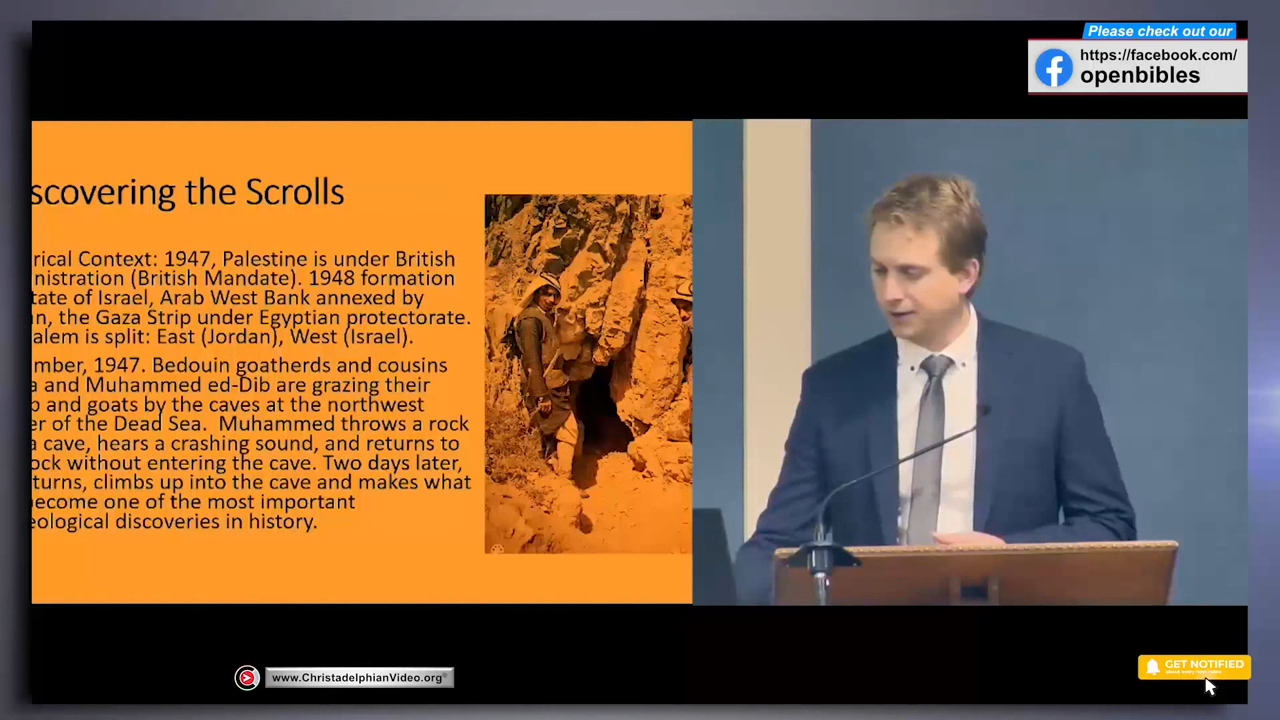 Please check out our
https://facebook.com/
openbibles
scovering the Scrolls
rical Context: 1947, Palestine is under British
nistration (British Mandate). 1948 formation
tate of Israel, Arab West Bank annexed by
n, the Gaza Strip under Egyptian protectorate.
alem is split: East (Jordan), West (Israel).
mber, 1947. Bedouin goatherds and cousins
a and Muhammed ed-Dib are grazing their
p and goats by the caves at the northwest
er of the Dead Sea. Muhammed throws a rock
a cave, hears a crashing sound, and returns to
ock without entering the cave. Two days later,
turns, climbs up into the cave and makes what
ecome one of the most important
eological discoveries in history.
www.ChristadelphianVideo.org
GET NOTIFIED